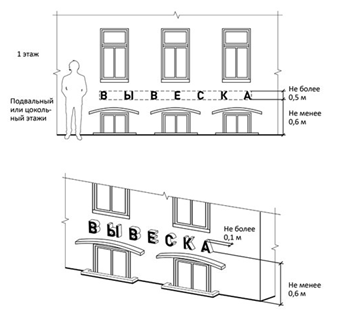 1 этаж
В Ы В Е С К А
Не более
0,5 м
Подвальный
или цоколь-
ный этажи
Не менее
0,6 м
ВЫВЕСКА
Не более
0,1 м
Не менее
0,6 м